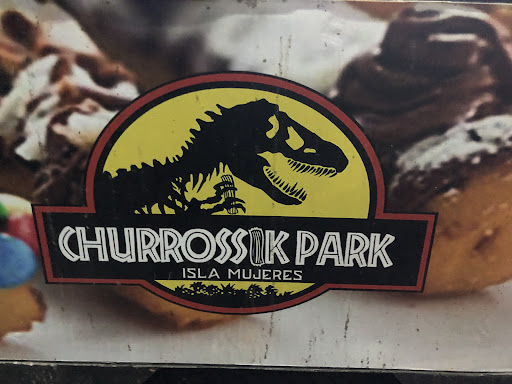 CHURROSSIK PARK
ISLA MUJERES